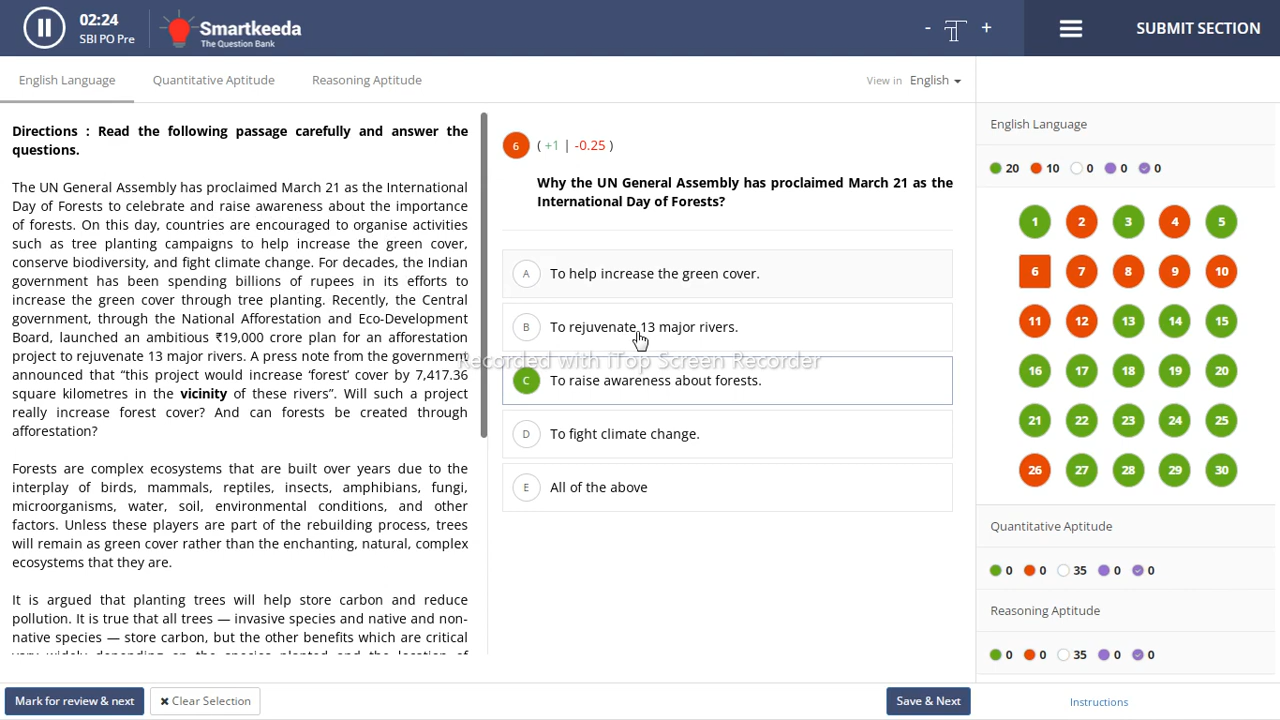 02:24
SBI PO Pre
Smartkeeda
The Question Bank
- T +
SUBMIT SECTION
English Language
Quantitative Aptitude
Reasoning Aptitude
View in English
Directions : Read the following passage carefully and answer the
questions.
The UN General Assembly has proclaimed March 21 as the International
Day of Forests to celebrate and raise awareness about the importance
of forests. On this day, countries are encouraged to organise activities
such as tree planting campaigns to help increase the green cover,
conserve biodiversity, and fight climate change. For decades, the Indian
government has been spending billions of rupees in its efforts to
increase the green cover through tree planting. Recently, the Central
government, through the National Afforestation and Eco-Development
Board, launched an ambitious ₹19,000 crore plan for an afforestation
project to rejuvenate 13 major rivers. A press note from the government
announced that “this project would increase ‘forest’ cover by 7,417.36
square kilometres in the vicinity of these rivers”. Will such a project
really increase forest cover? And can forests be created through
afforestation?
Forests are complex ecosystems that are built over years due to the
interplay of birds, mammals, reptiles, insects, amphibians, fungi,
microorganisms, water, soil, environmental conditions, and other
factors. Unless these players are part of the rebuilding process, trees
will remain as green cover rather than the enchanting, natural, complex
ecosystems that they are.
It is argued that planting trees will help store carbon and reduce
pollution. It is true that all trees — invasive species and native and non-
native species — store carbon, but the other benefits which are critical
vary widely depending on the species planted and the location of
6 ( +1 | -0.25 )
Why the UN General Assembly has proclaimed March 21 as the
International Day of Forests?
A To help increase the green cover.
B To rejuvenate 13 major rivers.
Recorded with iTop Screen Recorder
C To raise awareness about forests.
D To fight climate change.
E All of the above
English Language
20 10 0 0 0
1 2 3 4 5
6 7 8 9 10
11 12 13 14 15
16 17 18 19 20
21 22 23 24 25
26 27 28 29 30
Quantitative Aptitude
0 0 35 0 0
Reasoning Aptitude
0 0 35 0 0
Mark for review & next
Clear Selection
Save & Next
Instructions